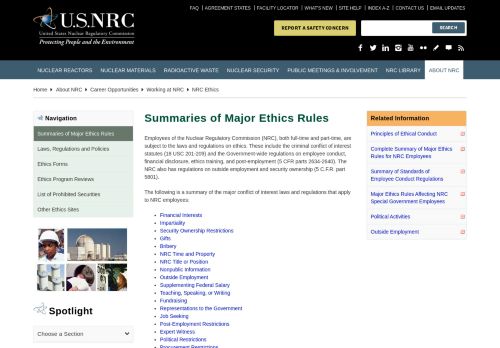 FAQ | AGREEMENT STATES | FACILITY LOCATOR | WHAT'S NEW | SITE HELP | INDEX A-Z | CONTACT US | EMAIL UPDATES
U.S.NRC
United States Nuclear Regulatory Commission
Protecting People and the Environment
REPORT A SAFETY CONCERN
SEARCH
NUCLEAR REACTORS
NUCLEAR MATERIALS
RADIOACTIVE WASTE
NUCLEAR SECURITY
PUBLIC MEETINGS & INVOLVEMENT
NRC LIBRARY
ABOUT NRC
Home > About NRC > Career Opportunities > Working at NRC > NRC Ethics
Navigation
Summaries of Major Ethics Rules
Laws, Regulations and Policies
Ethics Forms
Ethics Program Reviews
List of Prohibited Securities
Other Ethics Sites
Spotlight
Choose a Section
Summaries of Major Ethics Rules
Employees of the Nuclear Regulatory Commission (NRC), both full-time and part-time, are
subject to the laws and regulations on ethics. These include the criminal conflict of interest
statutes (18 USC 201-209) and the Government-wide regulations on employee conduct,
financial disclosure, ethics training, and post-employment (5 CFR parts 2634-2640). The
NRC also has regulations on outside employment and security ownership (5 C.F.R. part
5801).
The following is a summary of the major conflict of interest laws and regulations that apply
to NRC employees:
• Financial Interests
• Impartiality
• Security Ownership Restrictions
• Gifts
• Bribery
• NRC Time and Property
• NRC Title or Position
• Nonpublic Information
• Outside Employment
• Supplementing Federal Salary
• Teaching, Speaking, or Writing
• Fundraising
• Representations to the Government
• Job Seeking
• Post-Employment Restrictions
• Expert Witness
• Political Restrictions
• Procurement Restrictions
Related Information
Principles of Ethical Conduct
Complete Summary of Major Ethics
Rules for NRC Employees
Summary of Standards of
Employee Conduct Regulations
Major Ethics Rules Affecting NRC
Special Government Employees
Political Activities
Outside Employment